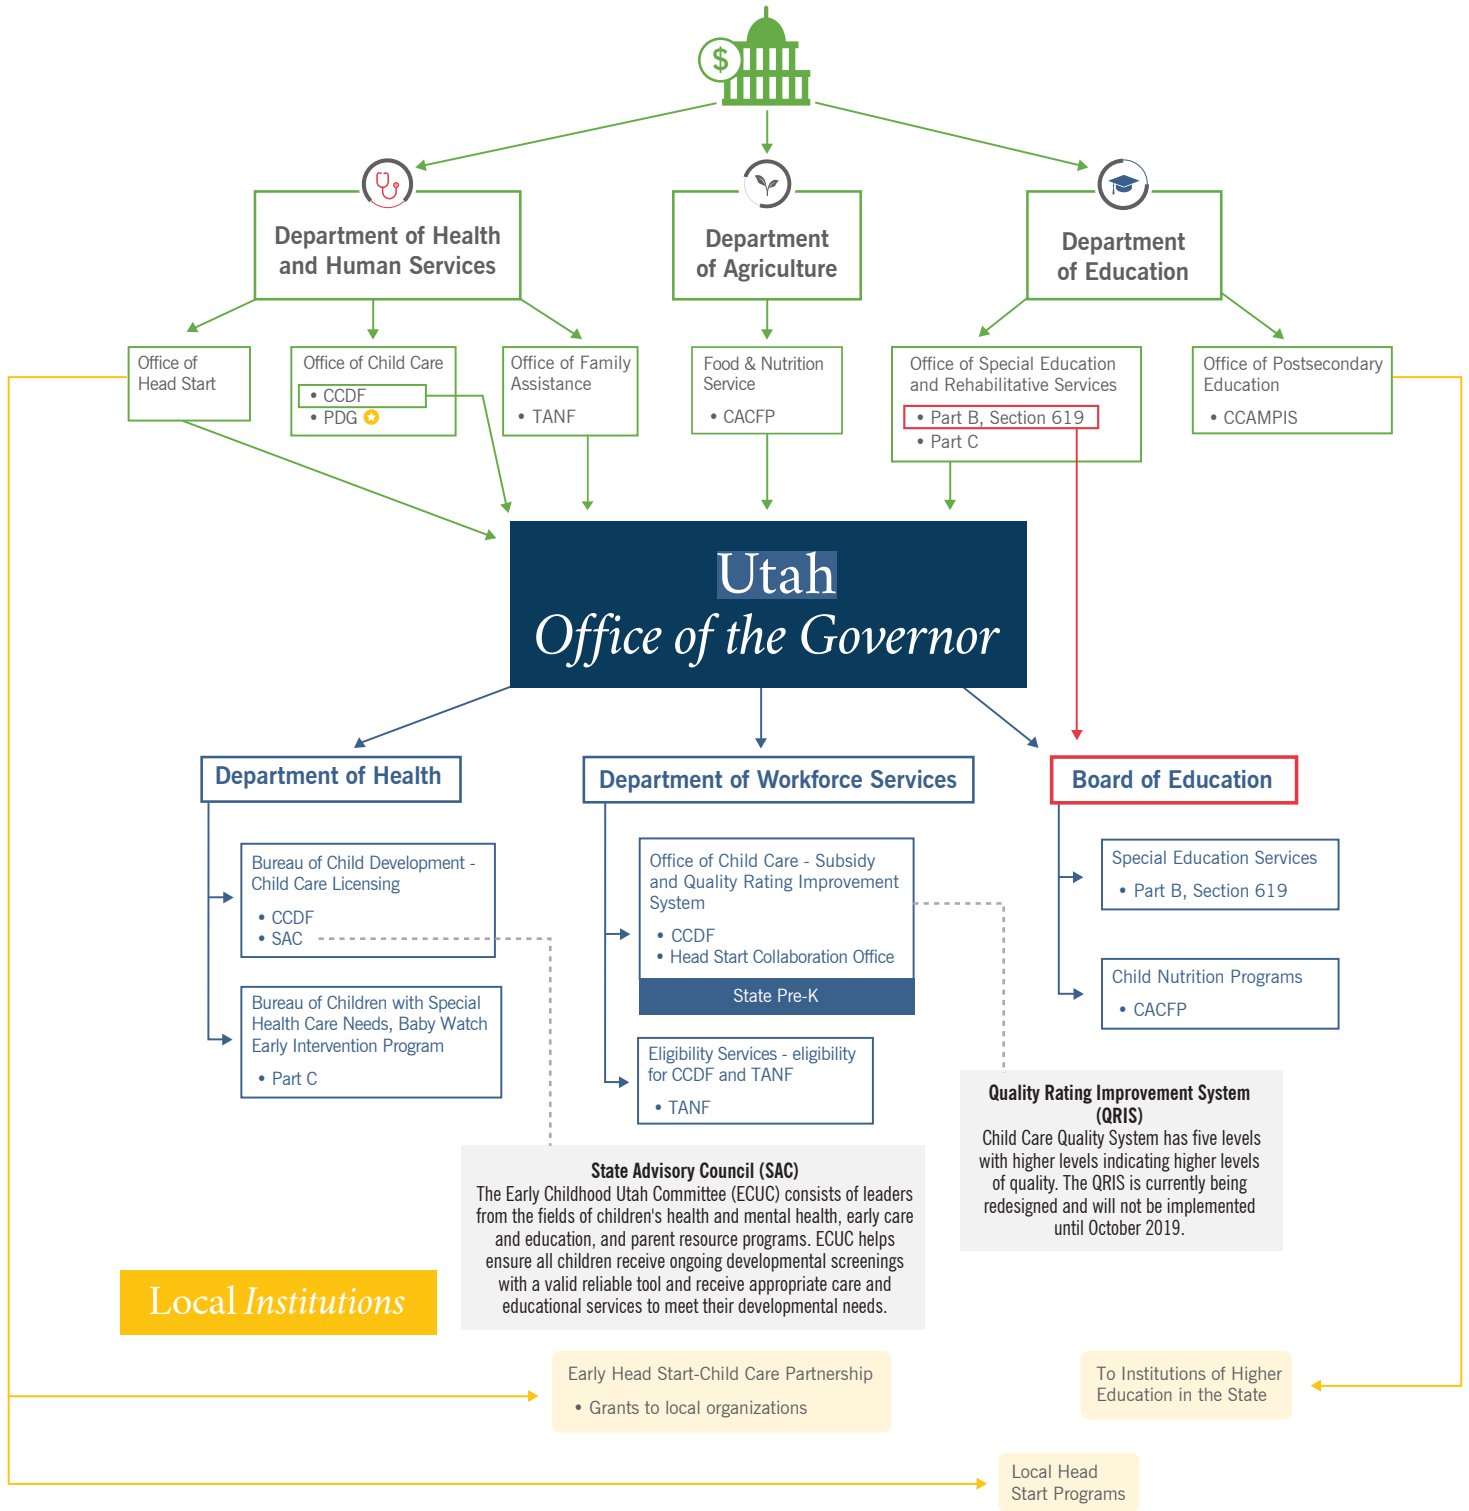 $
Department of Health
and Human Services
Department
of Agriculture
Department
of Education
Office of
Head Start
Office of Child Care
• CCDF
• PDG
Office of Family
Assistance
• TANF
Food & Nutrition
Service
• CACFP
Office of Special Education
and Rehabilitative Services
• Part B, Section 619
• Part C
Office of Postsecondary
Education
• CCAMPIS
Utah
Office of the Governor
Department of Health
Bureau of Child Development -
Child Care Licensing
• CCDF
• SAC
Bureau of Children with Special
Health Care Needs, Baby Watch
Early Intervention Program
• Part C
Department of Workforce Services
Office of Child Care - Subsidy
and Quality Rating Improvement
System
• CCDF
• Head Start Collaboration Office
State Pre-K
Eligibility Services - eligibility
for CCDF and TANF
• TANF
Board of Education
Special Education Services
• Part B, Section 619
Child Nutrition Programs
• CACFP
Quality Rating Improvement System
(QRIS)
Child Care Quality System has five levels
with higher levels indicating higher levels
of quality. The QRIS is currently being
redesigned and will not be implemented
until October 2019.
State Advisory Council (SAC)
The Early Childhood Utah Committee (ECUC) consists of leaders
from the fields of children's health and mental health, early care
and education, and parent resource programs. ECUC helps
ensure all children receive ongoing developmental screenings
with a valid reliable tool and receive appropriate care and
educational services to meet their developmental needs.
Local Institutions
Early Head Start-Child Care Partnership
• Grants to local organizations
To Institutions of Higher
Education in the State
Local Head
Start Programs